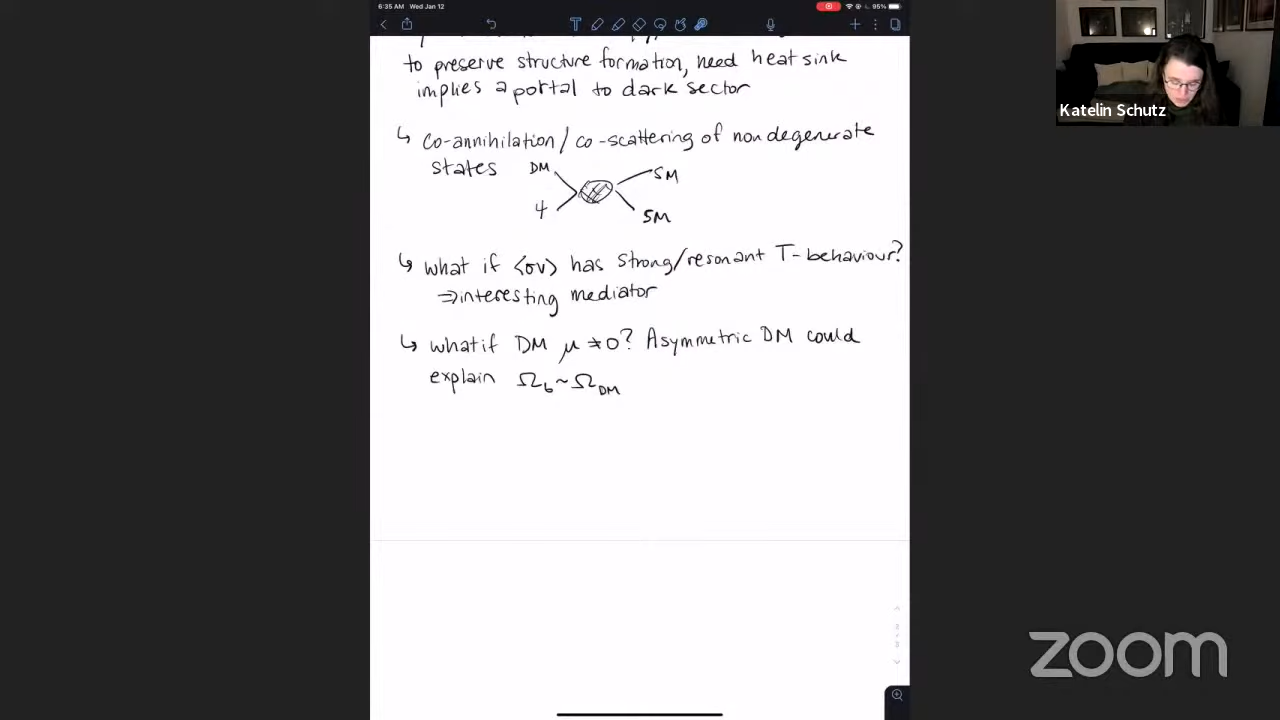 6:35 AM Wed Jan 12
95%
to preserve structure formation, need heat sink
implies a portal to dark sector
↳ Co-annihilation / co-scattering of nondegenerate
states
DM
SM
ψ
SM
↳ what if <σv> has strong/resonant T-behaviour?
⇒ interesting mediator
↳ what if DM μ≠0? Asymmetric DM could
explain Ω_b ~ Ω_DM
Katelin Schutz
zoom